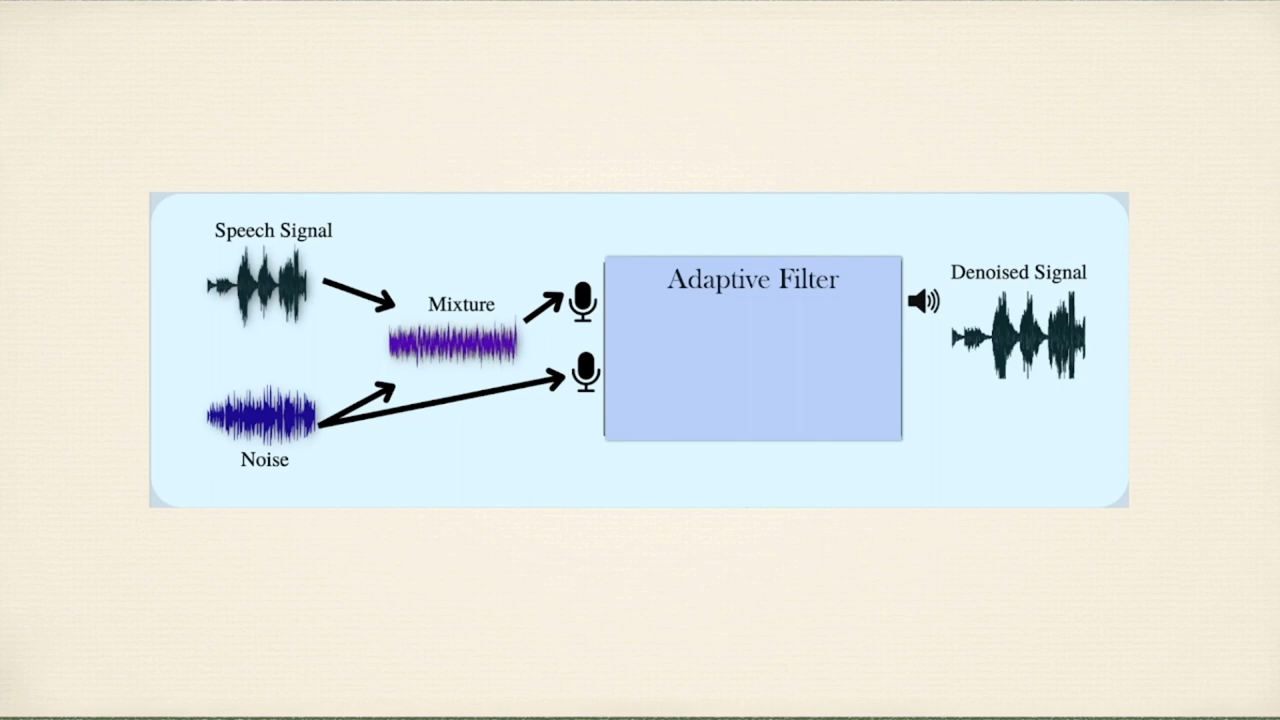 Speech Signal
Mixture
Noise
Adaptive Filter
Denoised Signal